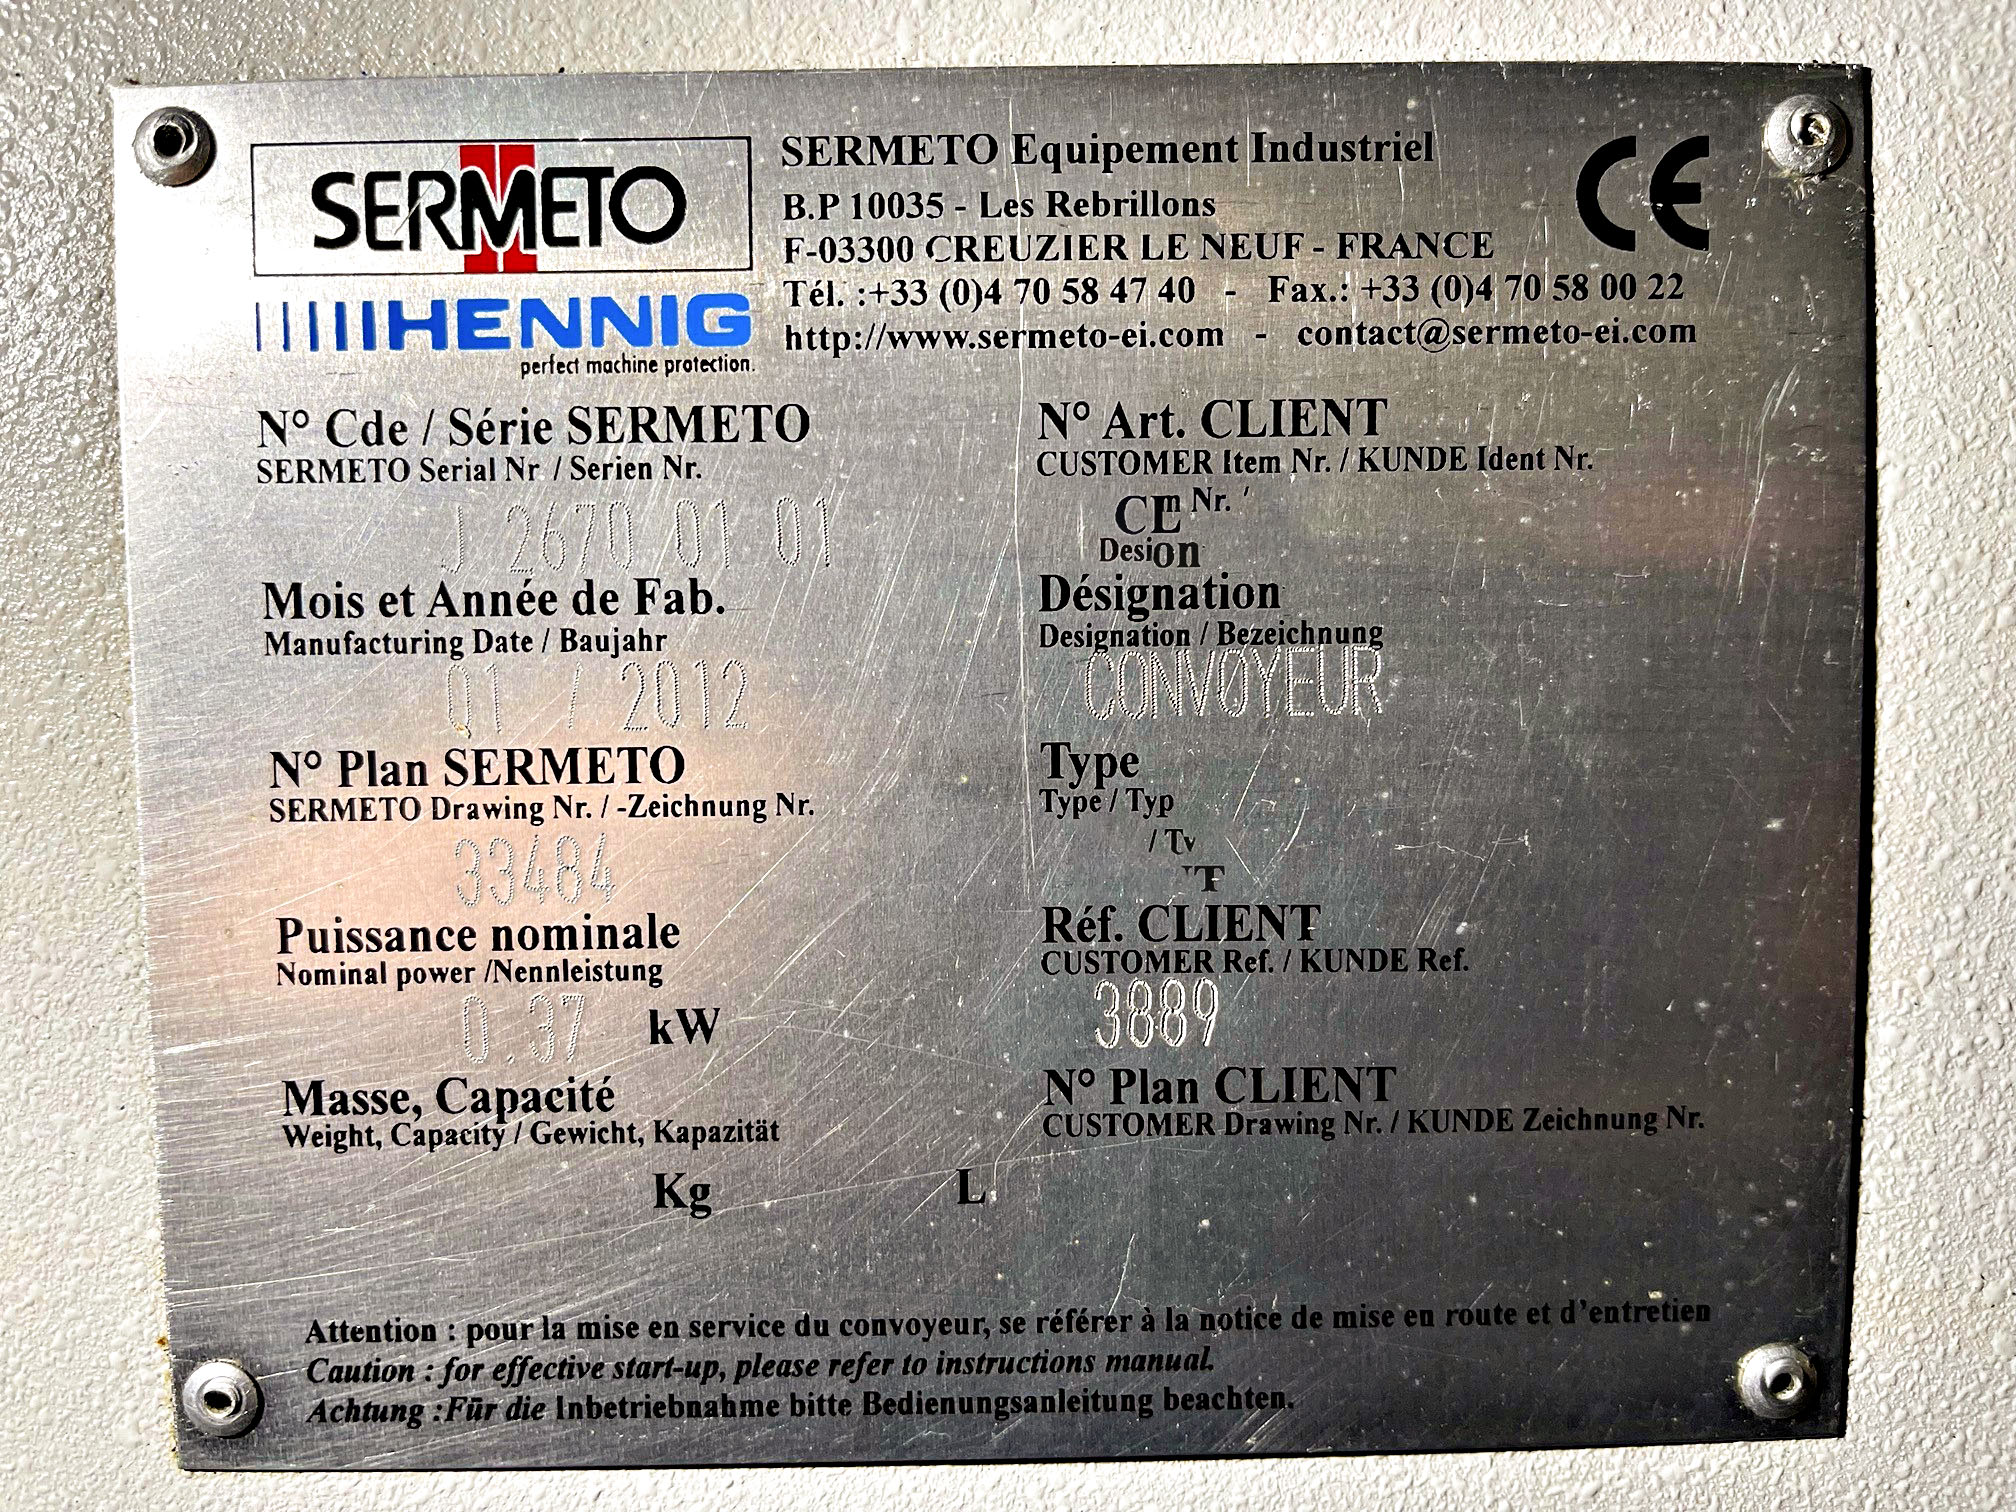 SERMETO
HENNIG
perfect machine protection.
SERMETO Equipement Industriel
B.P 10035 - Les Rebrillons
F-03300 CREUZIER LE NEUF - FRANCE
Tél. :+33 (0)4 70 58 47 40 - Fax.: +33 (0)4 70 58 00 22
http://www.sermeto-ei.com - contact@sermeto-ei.com
CE
N° Cde / Série SERMETO
SERMETO Serial Nr / Serien Nr.
J 2670 01 01
Mois et Année de Fab.
Manufacturing Date / Baujahr
01 / 2012
N° Plan SERMETO
SERMETO Drawing Nr. / -Zeichnung Nr.
33484
Puissance nominale
Nominal power /Nennleistung
0.37 kW
Masse, Capacité
Weight, Capacity / Gewicht, Kapazität
Kg L
N° Art. CLIENT
CUSTOMER Item Nr. / KUNDE Ident Nr.
Nr.
Désignation
Designation / Bezeichnung
CONVOYEUR
Type
Type / Typ
Réf. CLIENT
CUSTOMER Ref. / KUNDE Ref.
3889
N° Plan CLIENT
CUSTOMER Drawing Nr. / KUNDE Zeichnung Nr.
Attention : pour la mise en service du convoyeur, se référer à la notice de mise en route et d'entretien
Caution : for effective start-up, please refer to instructions manual.
Achtung :Für die Inbetriebnahme bitte Bedienungsanleitung beachten.